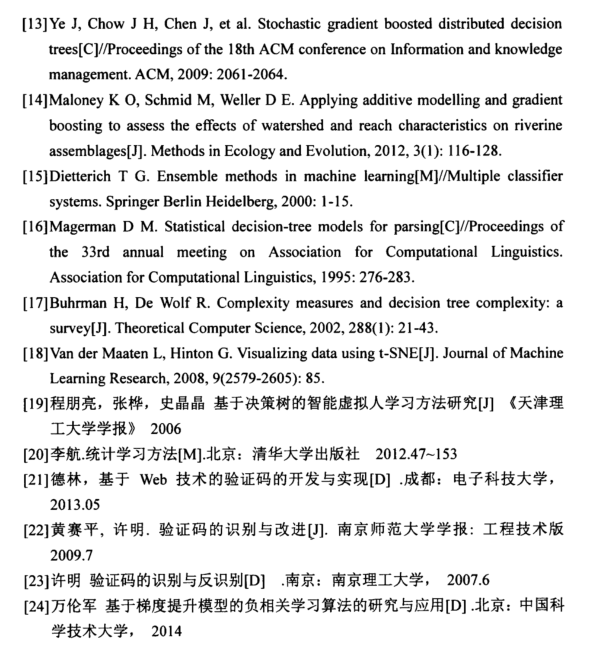 [13]Ye J, Chow J H, Chen J, et al. Stochastic gradient boosted distributed decision
trees[C]//Proceedings of the 18th ACM conference on Information and knowledge
management. ACM, 2009: 2061-2064.
[14]Maloney K O, Schmid M, Weller D E. Applying additive modelling and gradient
boosting to assess the effects of watershed and reach characteristics on riverine
assemblages[J]. Methods in Ecology and Evolution, 2012, 3(1): 116-128.
[15]Dietterich T G. Ensemble methods in machine learning[M]//Multiple classifier
systems. Springer Berlin Heidelberg, 2000: 1-15.
[16]Magerman D M. Statistical decision-tree models for parsing[C]//Proceedings of
the 33rd annual meeting on Association for Computational Linguistics.
Association for Computational Linguistics, 1995: 276-283.
[17]Buhrman H, De Wolf R. Complexity measures and decision tree complexity: a
survey[J]. Theoretical Computer Science, 2002, 288(1): 21-43.
[18]Van der Maaten L, Hinton G. Visualizing data using t-SNE[J]. Journal of Machine
Learning Research, 2008, 9(2579-2605): 85.
[19]程朋亮，张桦，史晶晶 基于决策树的智能虚拟人学习方法研究[J] 《天津理
工大学学报》 2006
[20]李航.统计学习方法[M].北京：清华大学出版社 2012.47~153
[21]德林，基于 Web 技术的验证码的开发与实现[D] .成都：电子科技大学，
2013.05
[22]黄赛平, 许明. 验证码的识别与改进[J]. 南京师范大学学报: 工程技术版
2009.7
[23]许明 验证码的识别与反识别[D] .南京：南京理工大学， 2007.6
[24]万伦军 基于梯度提升模型的负相关学习算法的研究与应用[D] .北京：中国科
学技术大学， 2014